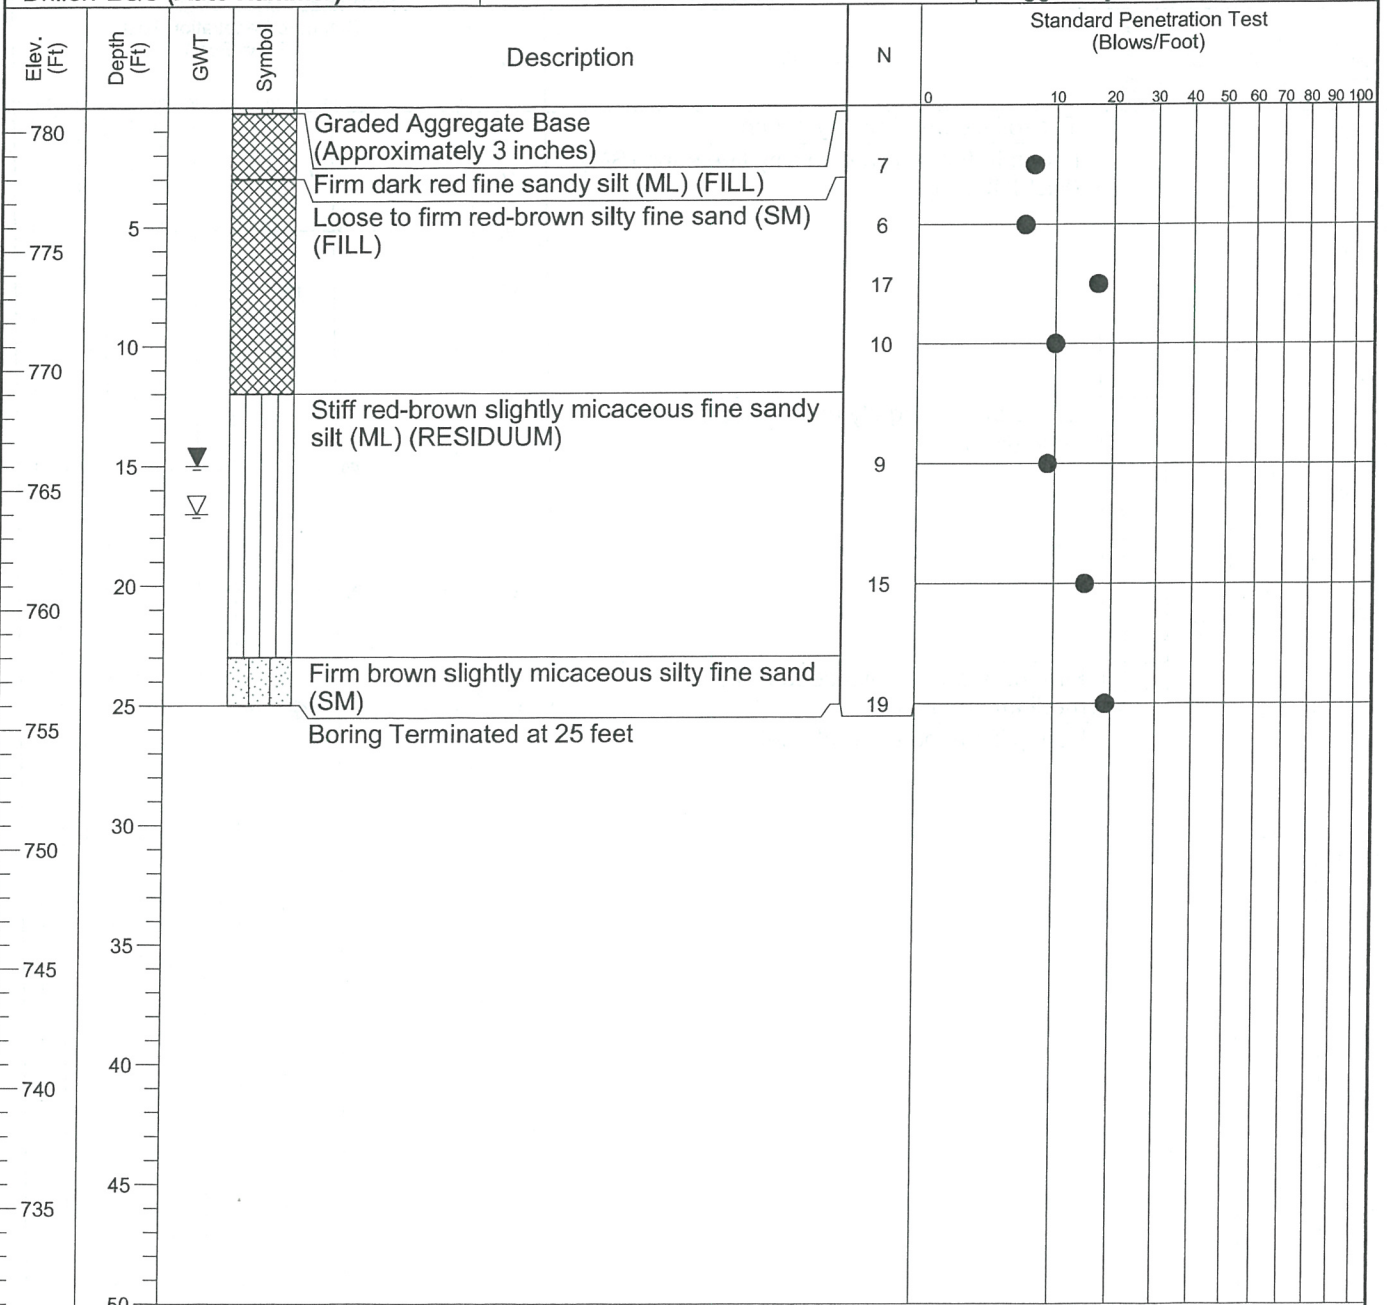 Standard Penetration Test
(Blows/Foot)
Elev.
(Ft)
Depth
(Ft)
GWT
Symbol
Description
N
0 10 20 30 40 50 60 70 80 90 100
780
Graded Aggregate Base
(Approximately 3 inches)
7
Firm dark red fine sandy silt (ML) (FILL)
Loose to firm red-brown silty fine sand (SM)
5
6
(FILL)
775
17
10
10
770
Stiff red-brown slightly micaceous fine sandy
silt (ML) (RESIDUUM)
15
9
765
20
15
760
Firm brown slightly micaceous silty fine sand
(SM)
25
19
755
Boring Terminated at 25 feet
30
750
35
745
40
740
45
735
50